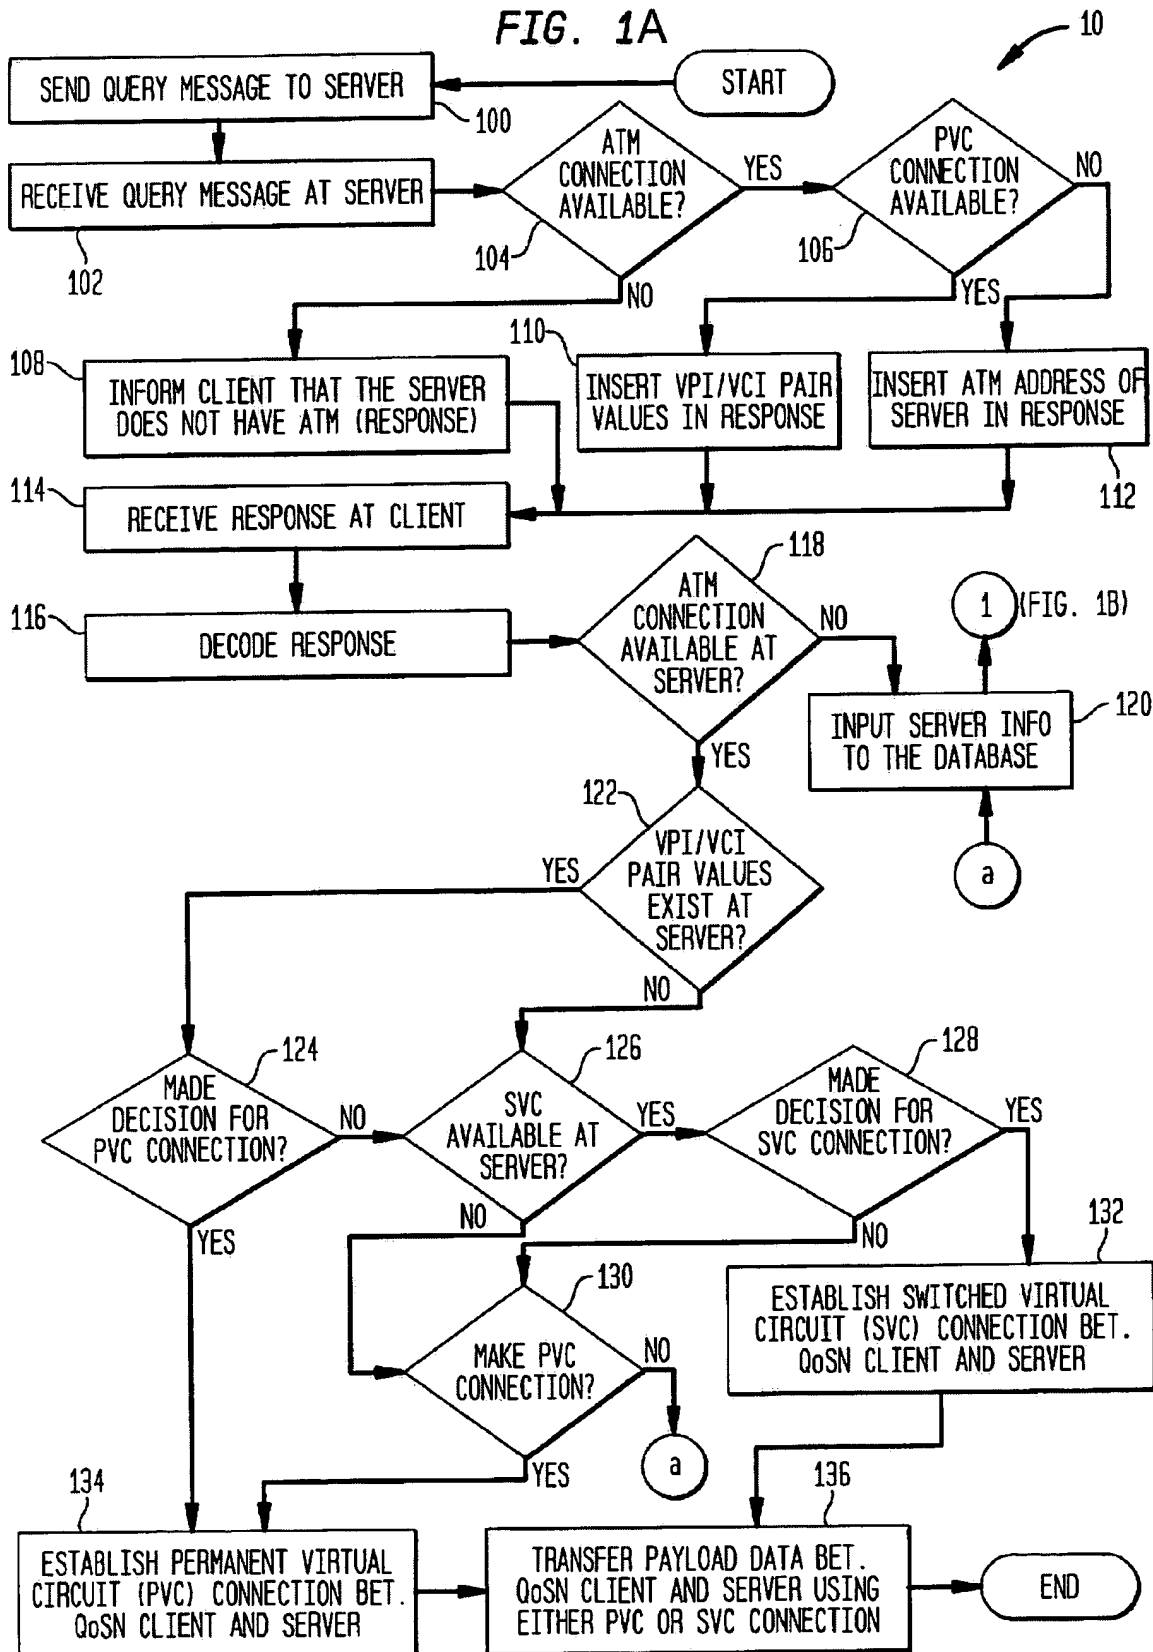 FIG. 1A
10
SEND QUERY MESSAGE TO SERVER
START
100
RECEIVE QUERY MESSAGE AT SERVER
102
ATM
CONNECTION
AVAILABLE?
104
YES
NO
PVC
CONNECTION
AVAILABLE?
106
NO
YES
108
INFORM CLIENT THAT THE SERVER
DOES NOT HAVE ATM (RESPONSE)
110
INSERT VPI/VCI PAIR
VALUES IN RESPONSE
INSERT ATM ADDRESS OF
SERVER IN RESPONSE
112
114
RECEIVE RESPONSE AT CLIENT
116
DECODE RESPONSE
118
ATM
CONNECTION
AVAILABLE AT
SERVER?
NO
YES
1 (FIG. 1B)
120
INPUT SERVER INFO
TO THE DATABASE
a
122
VPI/VCI
PAIR VALUES
EXIST AT
SERVER?
YES
NO
124
MADE
DECISION FOR
PVC CONNECTION?
NO
YES
126
SVC
AVAILABLE AT
SERVER?
YES
NO
128
MADE
DECISION FOR
SVC CONNECTION?
YES
NO
130
MAKE PVC
CONNECTION?
NO
YES
a
132
ESTABLISH SWITCHED VIRTUAL
CIRCUIT (SVC) CONNECTION BET.
QoSN CLIENT AND SERVER
134
ESTABLISH PERMANENT VIRTUAL
CIRCUIT (PVC) CONNECTION BET.
QoSN CLIENT AND SERVER
136
TRANSFER PAYLOAD DATA BET.
QoSN CLIENT AND SERVER USING
EITHER PVC OR SVC CONNECTION
END